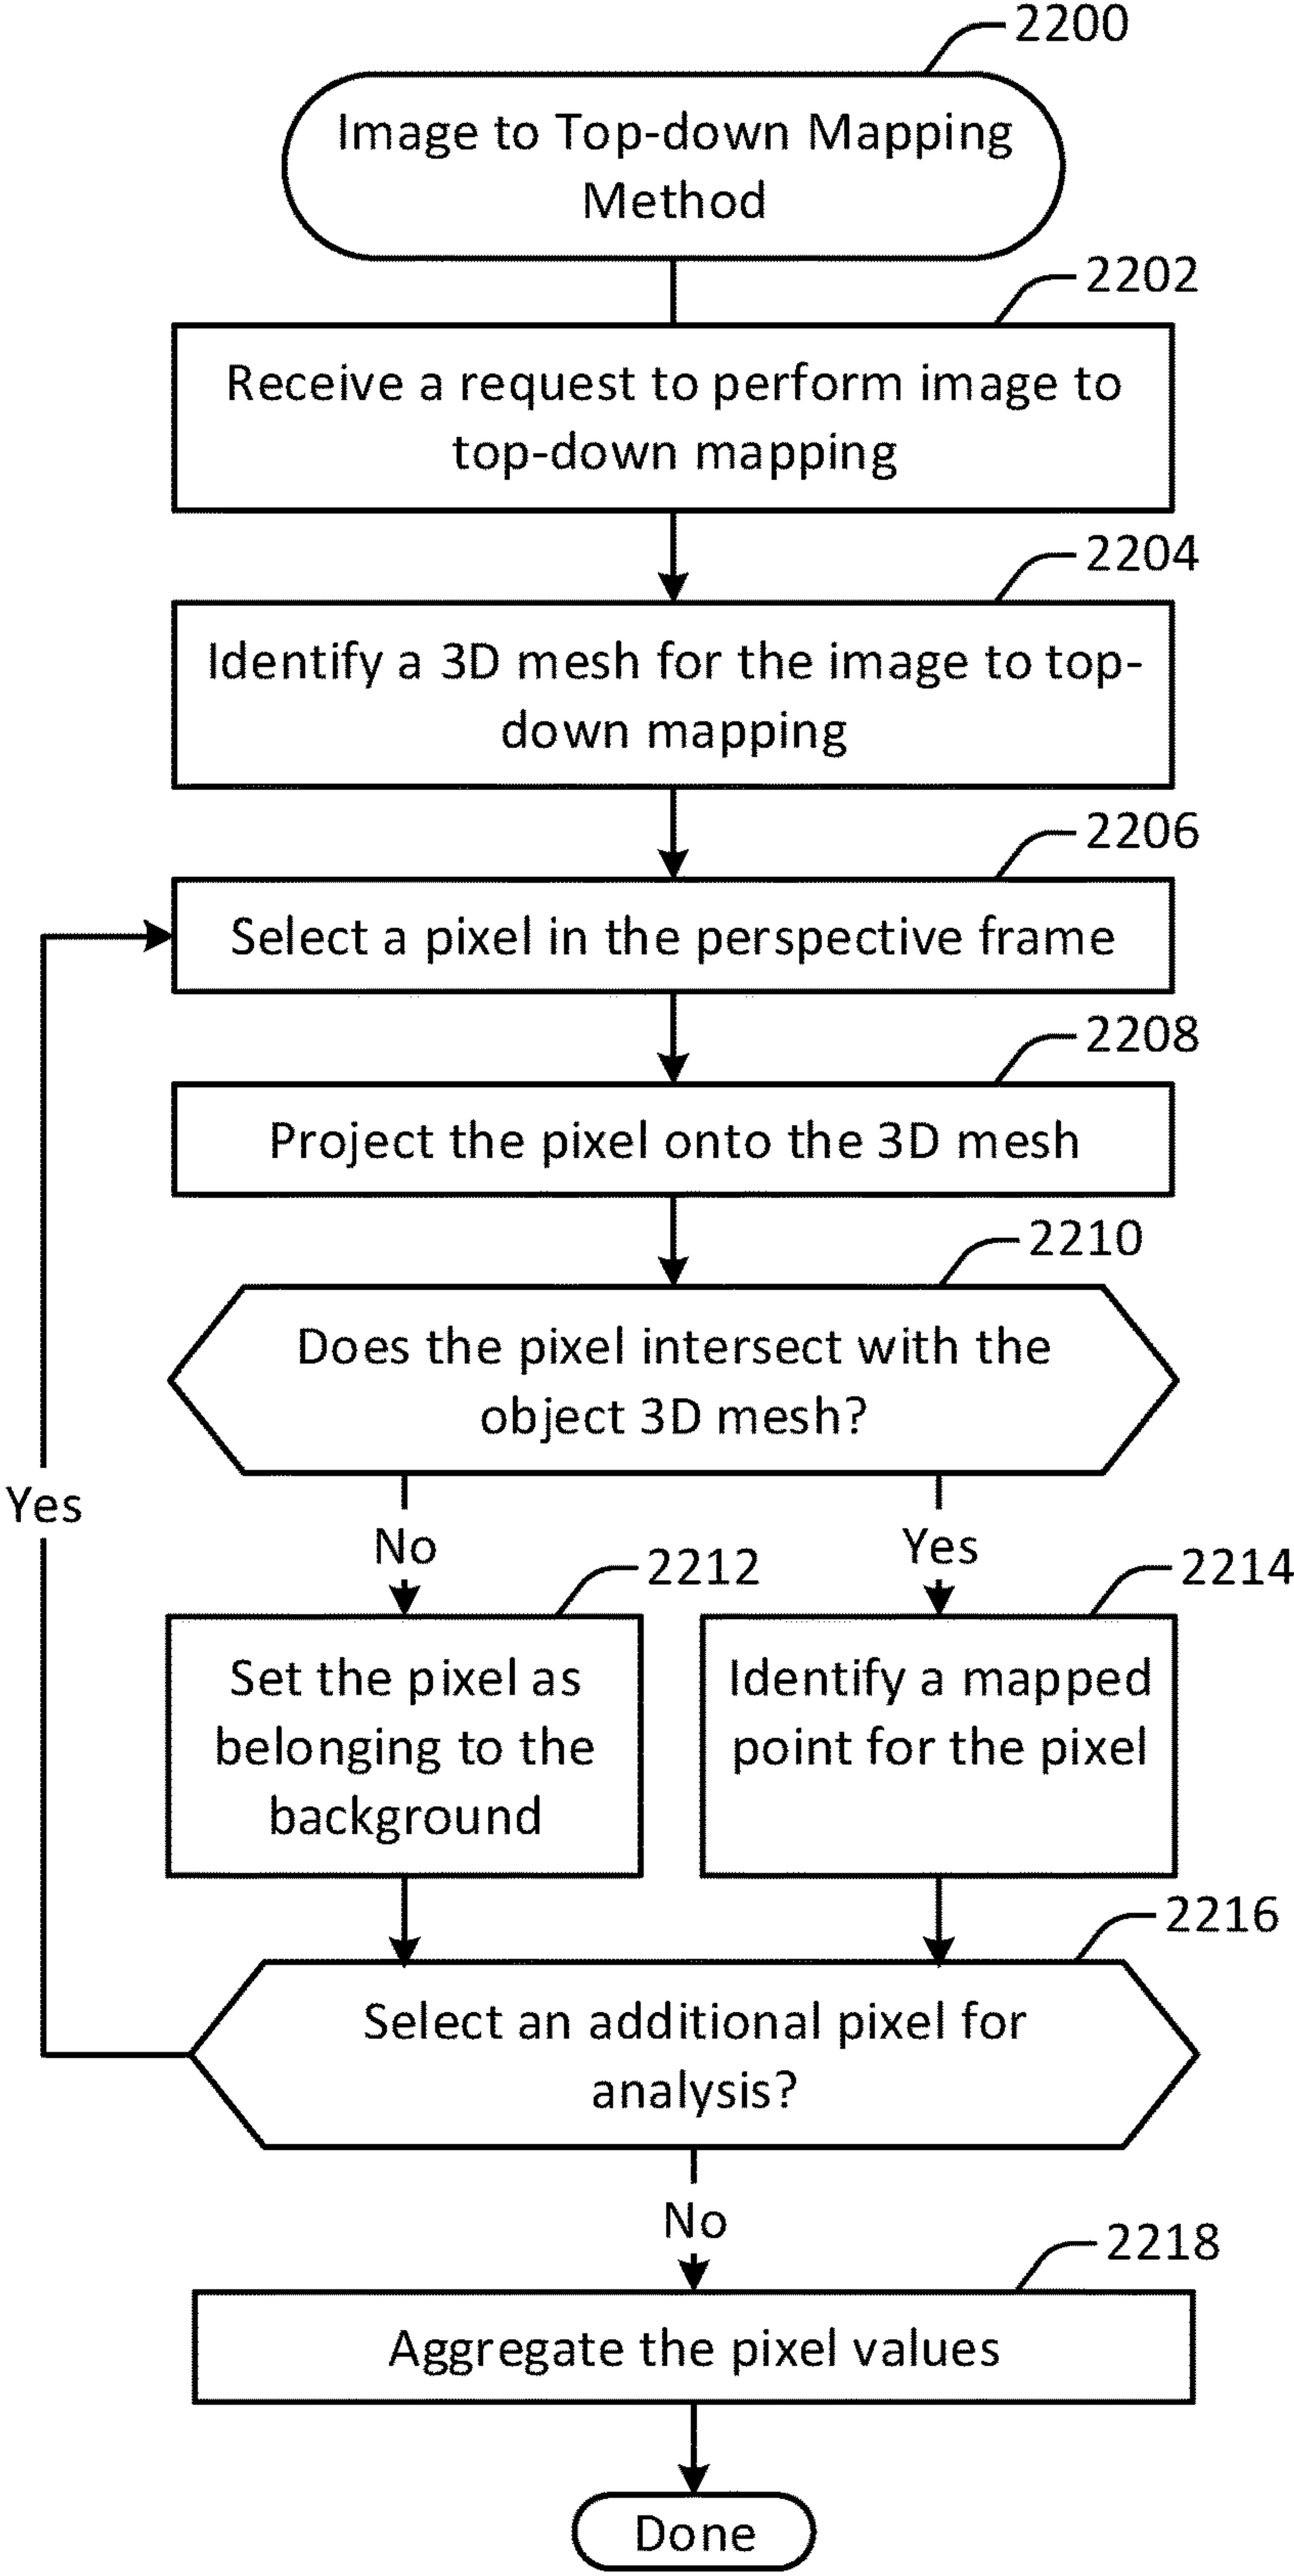 2200
Image to Top-down Mapping
Method
2202
Receive a request to perform image to
top-down mapping
2204
Identify a 3D mesh for the image to top-
down mapping
2206
Select a pixel in the perspective frame
2208
Project the pixel onto the 3D mesh
2210
Does the pixel intersect with the
object 3D mesh?
Yes
No
Yes
2212
2214
Set the pixel as
belonging to the
background
Identify a mapped
point for the pixel
2216
Select an additional pixel for
analysis?
No
2218
Aggregate the pixel values
Done